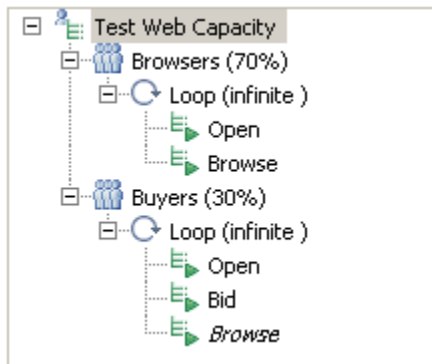 Test Web Capacity
Browsers (70%)
Loop (infinite )
Open
Browse
Buyers (30%)
Loop (infinite )
Open
Bid
Browse